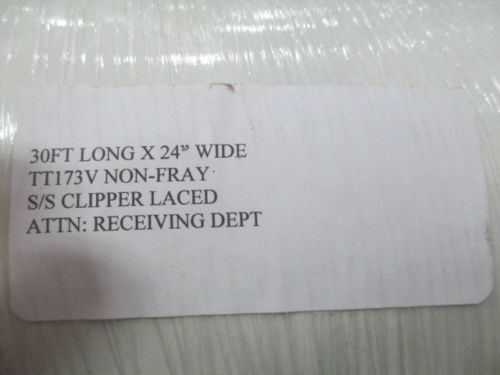 30FT LONG X 24" WIDE
TT173V NON-FRAY
S/S CLIPPER LACED
ATTN: RECEIVING DEPT